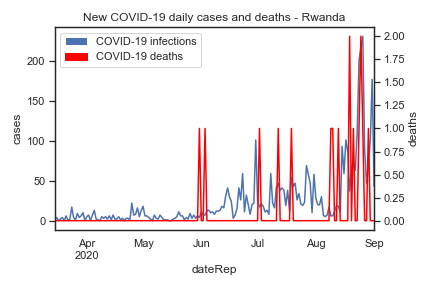 New COVID-19 daily cases and deaths - Rwanda
COVID-19 infections
COVID-19 deaths
cases
200
150
100
50
0
deaths
2.00
1.75
1.50
1.25
1.00
0.75
0.50
0.25
0.00
Apr May Jun Jul Aug Sep
2020
dateRep